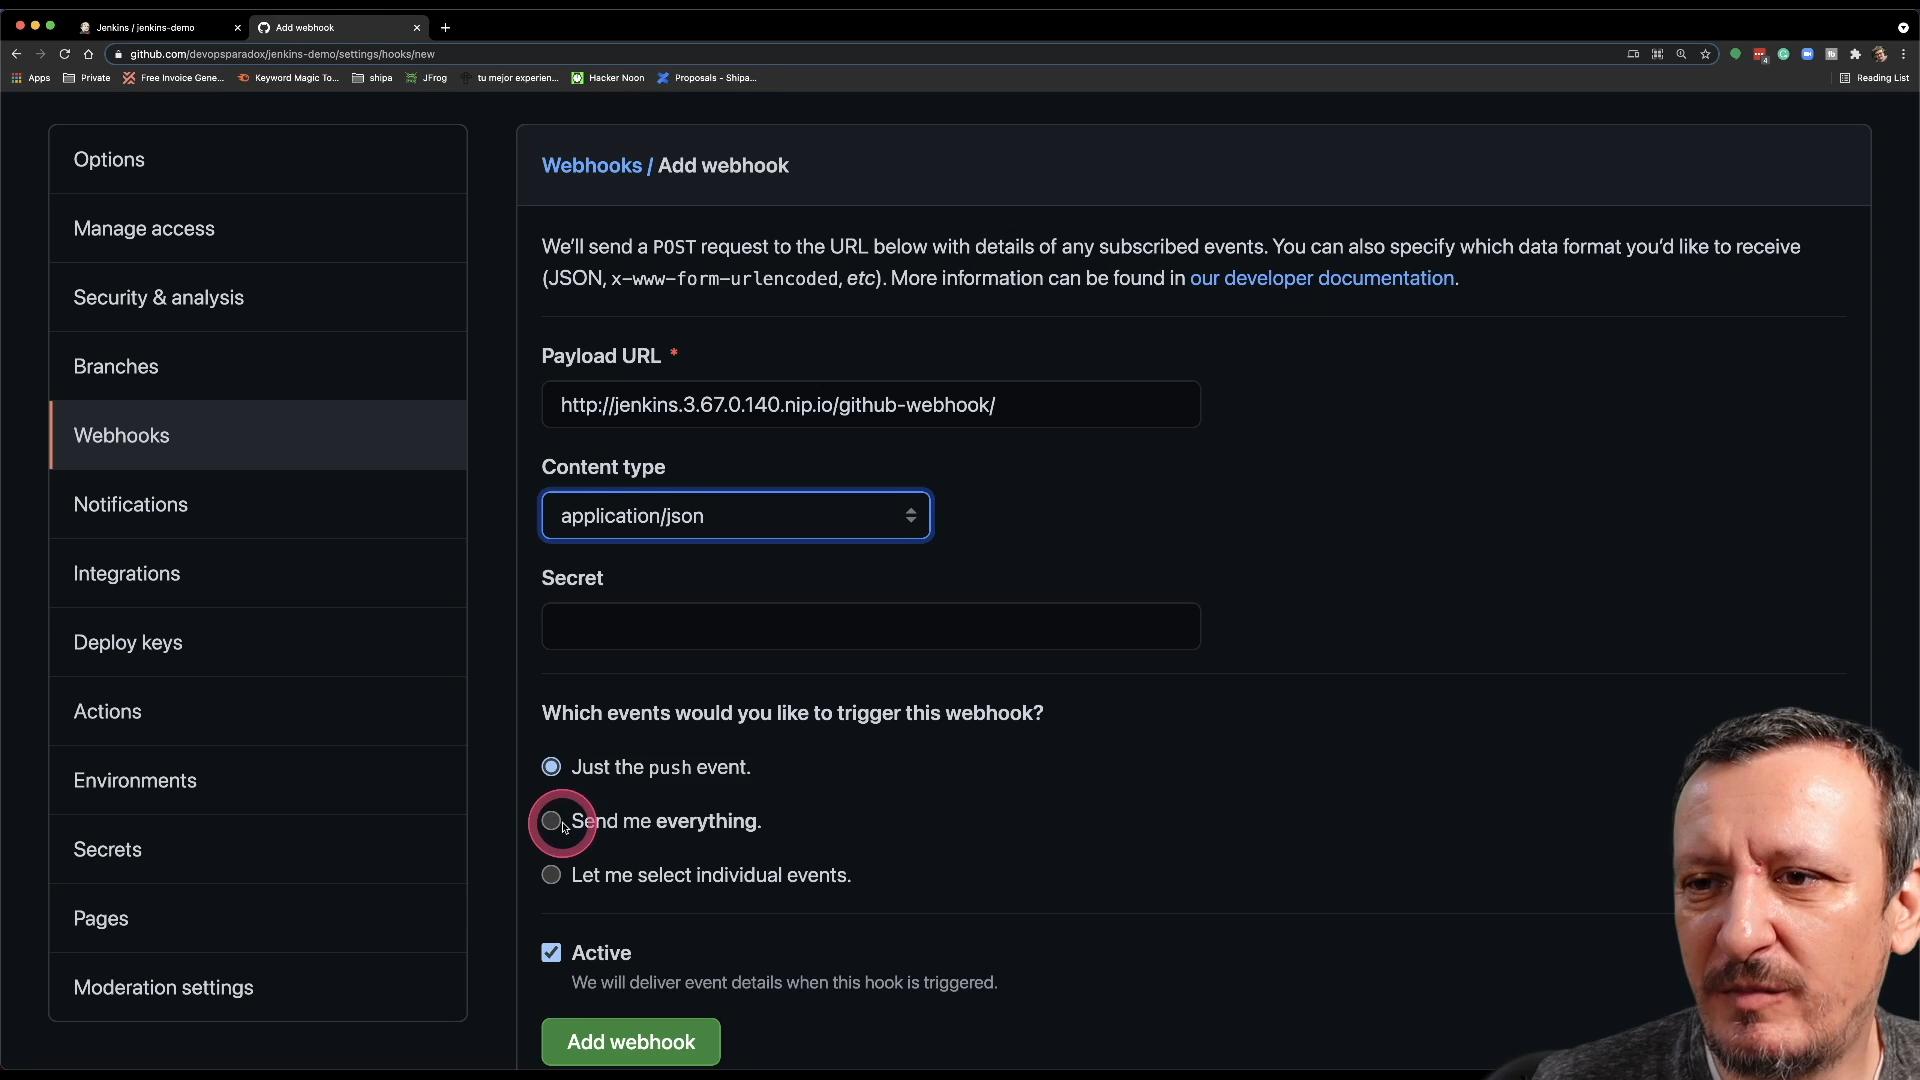 Jenkins / jenkins-demo
Add webhook
github.com/devopsparadox/jenkins-demo/settings/hooks/new
Apps
Private
Free Invoice Gene...
Keyword Magic To...
shipa
JFrog
tu mejor experien...
Hacker Noon
Proposals - Shipa...
Reading List
Options
Manage access
Security & analysis
Branches
Webhooks
Notifications
Integrations
Deploy keys
Actions
Environments
Secrets
Pages
Moderation settings
Webhooks / Add webhook
We'll send a POST request to the URL below with details of any subscribed events. You can also specify which data format you'd like to receive
(JSON, x-www-form-urlencoded, etc). More information can be found in our developer documentation.
Payload URL *
http://jenkins.3.67.0.140.nip.io/github-webhook/
Content type
application/json
Secret
Which events would you like to trigger this webhook?
Just the push event.
Send me everything.
Let me select individual events.
Active
We will deliver event details when this hook is triggered.
Add webhook